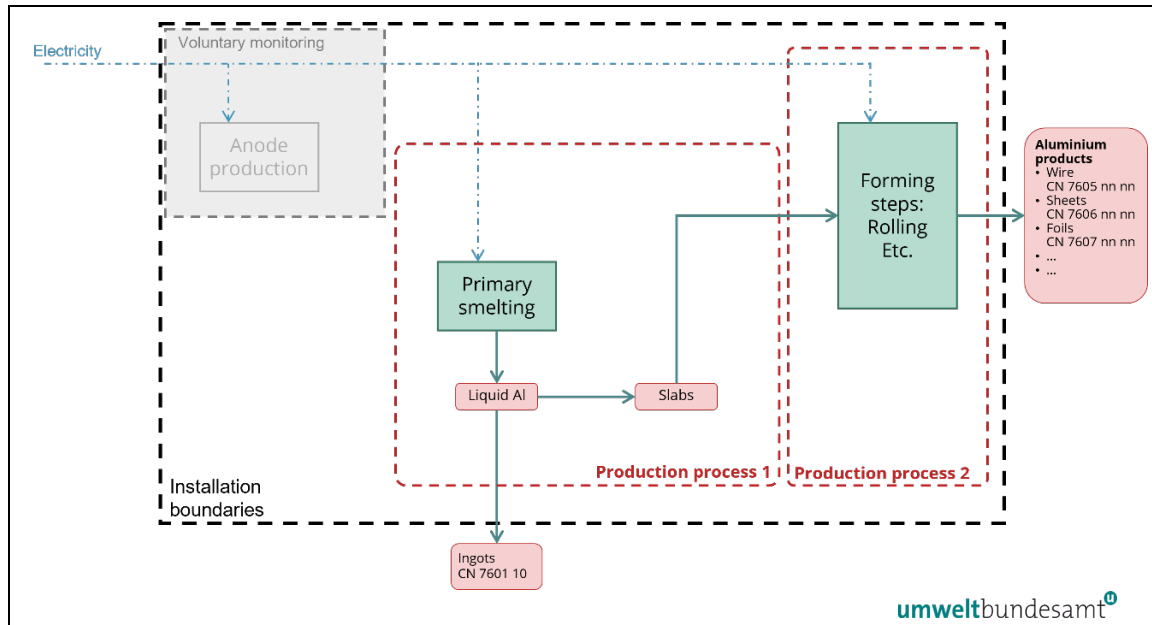 Voluntary monitoring
Electricity
Anode
production
Primary
smelting
Liquid Al
Slabs
Forming
steps:
Rolling
Etc.
Aluminium
products
• Wire
CN 7605 nn nn
• Sheets
CN 7606 nn nn
• Foils
CN 7607 nn nn
• ...
• ...
Production process 1
Production process 2
Installation
boundaries
Ingots
CN 7601 10
umweltbundesamt u